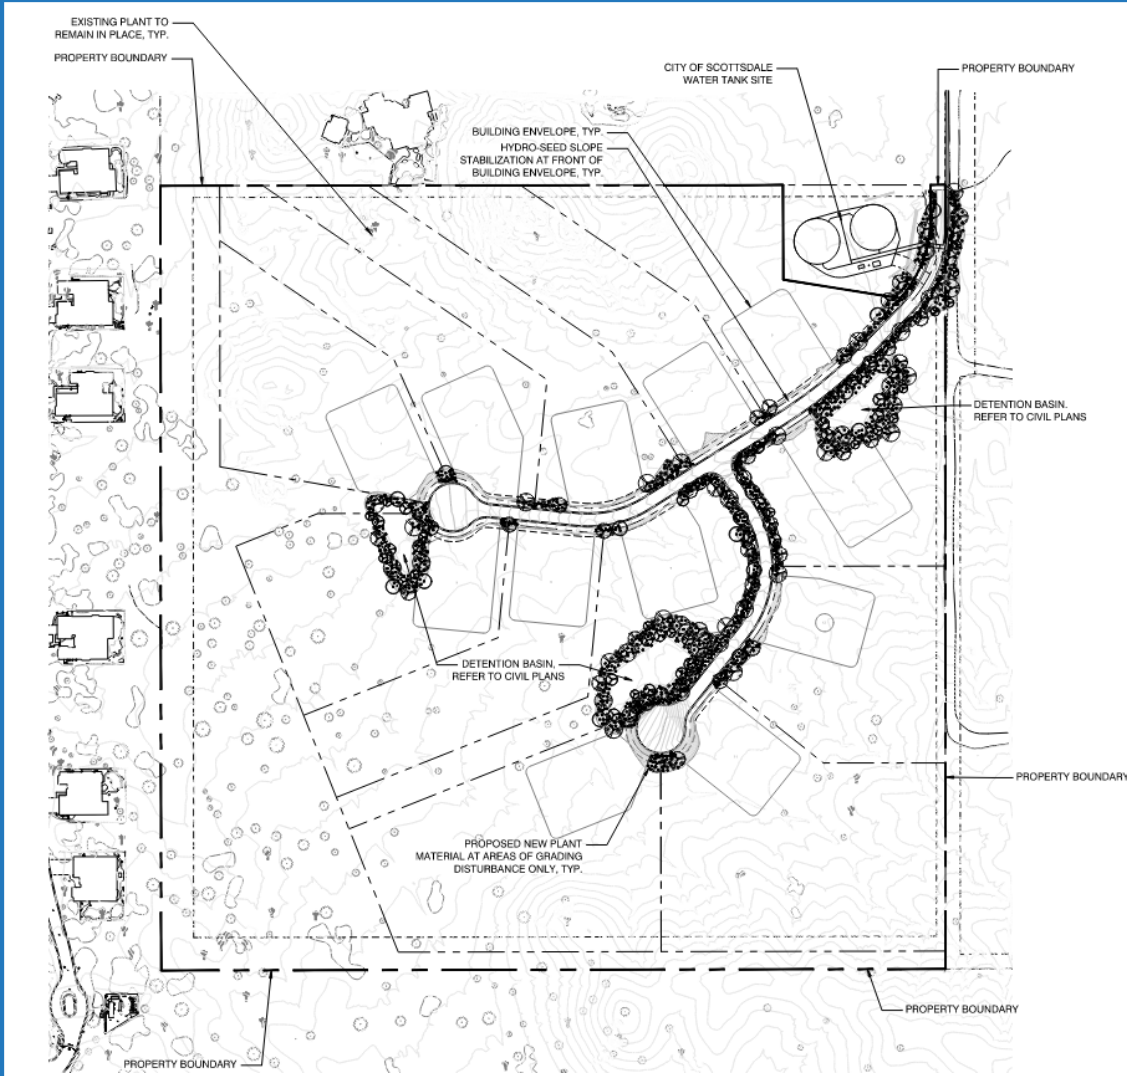 EXISTING PLANT TO
REMAIN IN PLACE, TYP.
PROPERTY BOUNDARY
CITY OF SCOTTSDALE
WATER TANK SITE
PROPERTY BOUNDARY
BUILDING ENVELOPE, TYP.
HYDRO-SEED SLOPE
STABILIZATION AT FRONT OF
BUILDING ENVELOPE, TYP.
DETENTION BASIN.
REFER TO CIVIL PLANS
DETENTION BASIN,
REFER TO CIVIL PLANS
PROPERTY BOUNDARY
PROPOSED NEW PLANT
MATERIAL AT AREAS OF GRADING
DISTURBANCE ONLY, TYP.
PROPERTY BOUNDARY
PROPERTY BOUNDARY